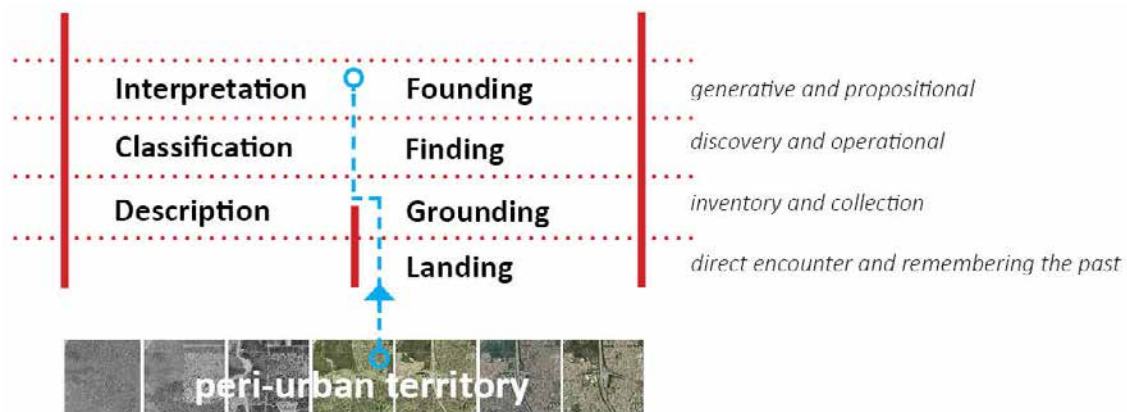 Interpretation Founding generative and propositional
Classification Finding discovery and operational
Description Grounding inventory and collection
Landing direct encounter and remembering the past
peri-urban territory